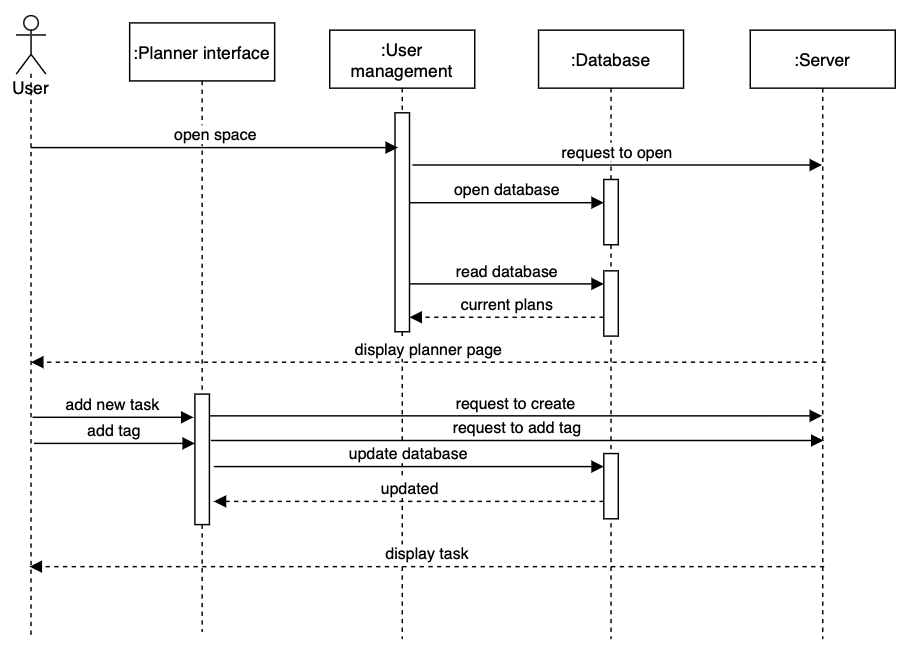 User
:Planner interface
:User
management
:Database
:Server
open space
request to open
open database
read database
current plans
display planner page
add new task
request to create
add tag
request to add tag
update database
updated
display task